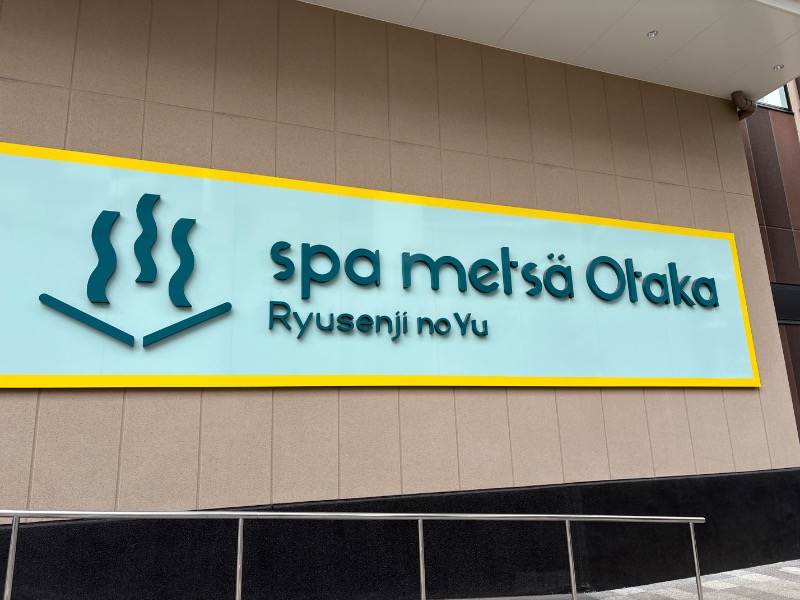 spa metsä Otaka
Ryusenji no Yu